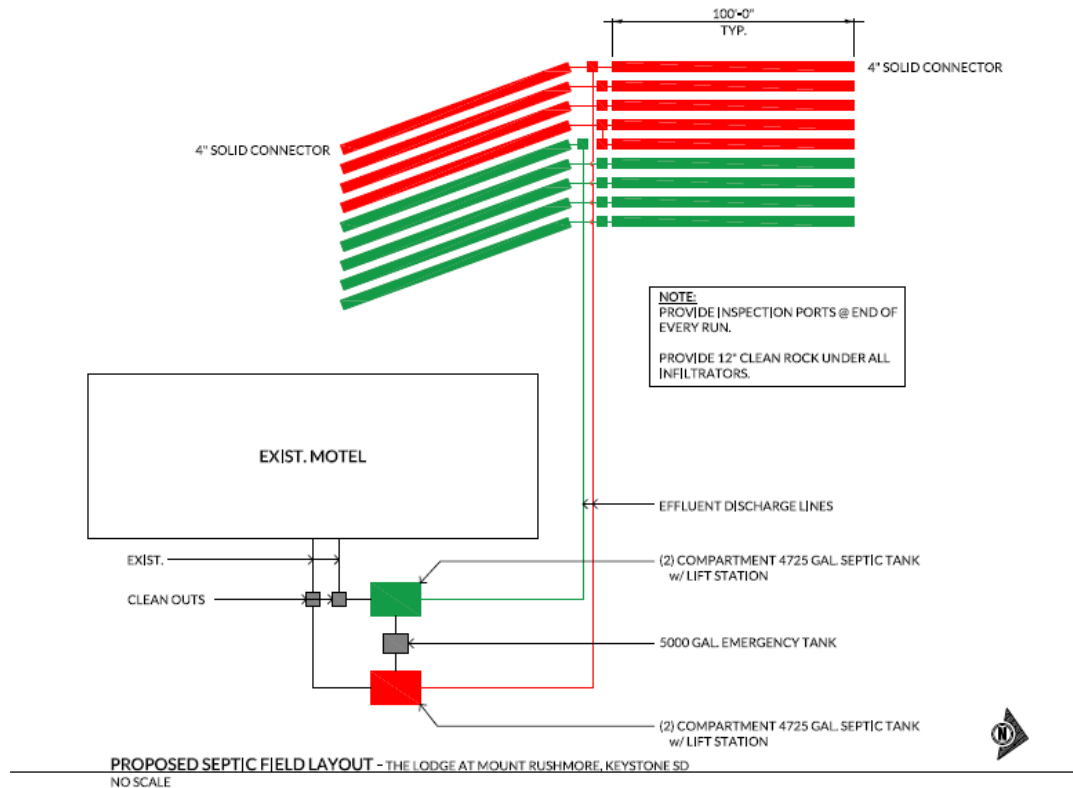 100'-0"
TYP.
4" SOLID CONNECTOR
4" SOLID CONNECTOR
NOTE:
PROVIDE INSPECTION PORTS @ END OF
EVERY RUN.
PROVIDE 12" CLEAN ROCK UNDER ALL
INFILTRATORS.
EXIST. MOTEL
EFFLUENT DISCHARGE LINES
EXIST.
(2) COMPARTMENT 4725 GAL. SEPTIC TANK
w/ LIFT STATION
CLEAN OUTS
5000 GAL. EMERGENCY TANK
(2) COMPARTMENT 4725 GAL. SEPTIC TANK
w/ LIFT STATION
N
PROPOSED SEPTIC FIELD LAYOUT - THE LODGE AT MOUNT RUSHMORE, KEYSTONE SD
NO SCALE